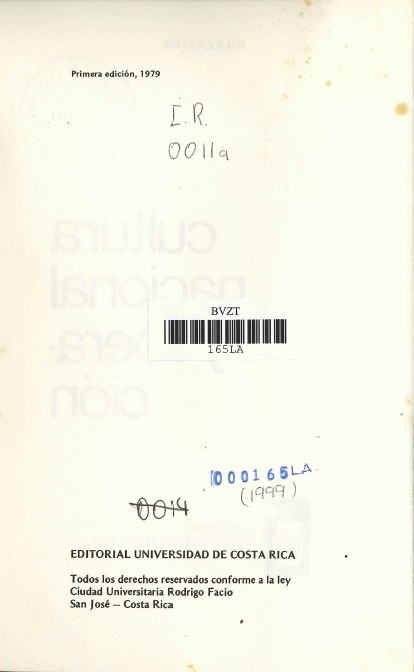 Primera edición, 1979
I.R.
0011a
BVZT
165LA
000165LA
(1999)
0014
EDITORIAL UNIVERSIDAD DE COSTA RICA
Todos los derechos reservados conforme a la ley
Ciudad Universitaria Rodrigo Facio
San José – Costa Rica